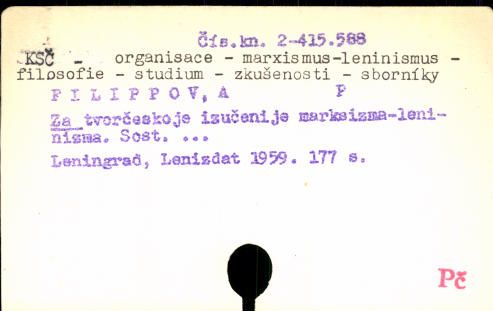 Čís.kn. 2-415.588
KSČ - organisace - marxismus-leninismus -
filosofie - studium - zkušenosti - sborníky
FILIPPOV, A P
Za tvorčeskoje izučenije marksizma-leni-
nizma. Sost. ...
Leningrad, Lenizdat 1959. 177 s.
Pč